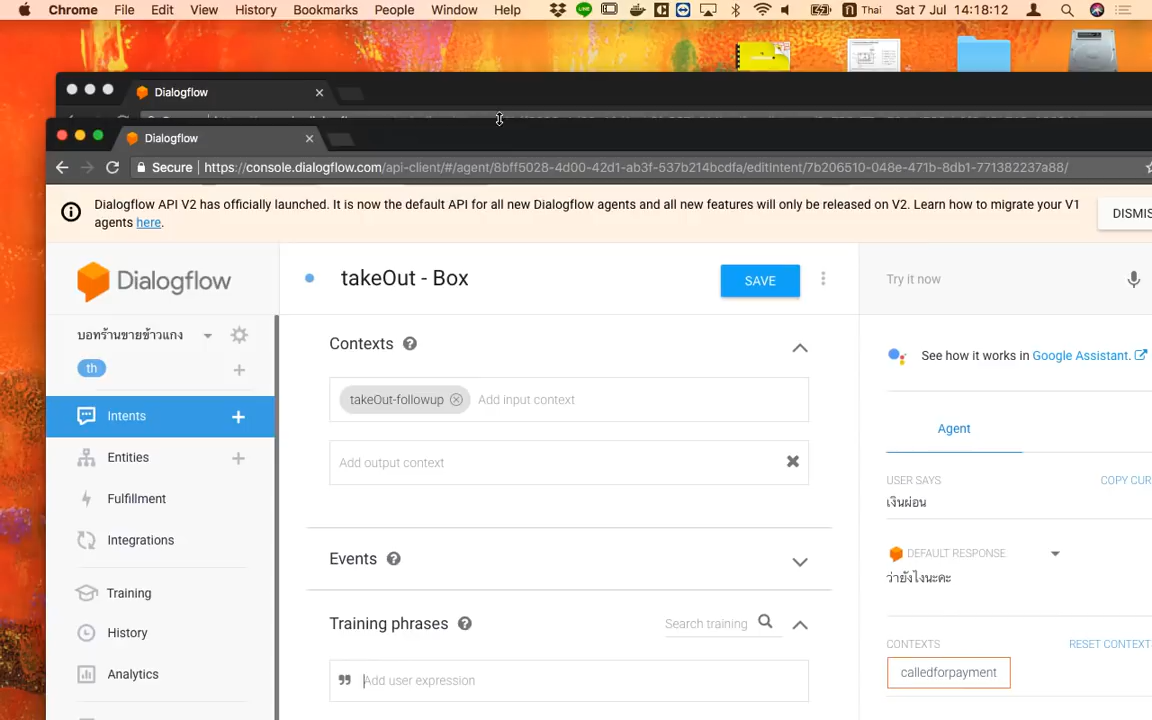 Chrome File Edit View History Bookmarks People Window Help Thai Sat 7 Jul 14:18:12
Dialogflow
Dialogflow
Secure https://console.dialogflow.com/api-client/#/agent/8bff5028-4d00-42d1-ab3f-537b214bcdfa/editIntent/7b206510-048e-471b-8db1-771382237a88/
Dialogflow API V2 has officially launched. It is now the default API for all new Dialogflow agents and all new features will only be released on V2. Learn how to migrate your V1
agents here.
DISMIS
Dialogflow
takeOut - Box
SAVE
Try it now
บอทร้านขายข้าวแกง
th
Intents
Entities
Fulfillment
Integrations
Training
History
Analytics
Contexts
takeOut-followup Add input context
Add output context
Events
Training phrases
Search training
Add user expression
See how it works in Google Assistant.
Agent
USER SAYS COPY CUR
เงินผ่อน
DEFAULT RESPONSE
ว่ายังไงนะคะ
CONTEXTS RESET CONTEXT
calledforpayment